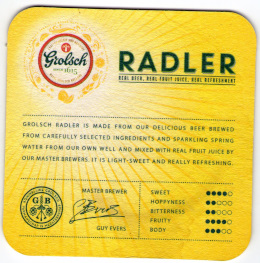 Grolsch
1615
RADLER
REAL BEER, REAL FRUIT JUICE, REAL REFRESHMENT
GROLSCH RADLER IS MADE FROM OUR DELICIOUS BEER BREWED
FROM CAREFULLY SELECTED INGREDIENTS AND SPARKLING SPRING
WATER FROM OUR OWN WELL AND MIXED WITH REAL FRUIT JUICE BY
OUR MASTER BREWERS. IT IS LIGHT-SWEET AND REALLY REFRESHING.
G B
MASTER BREWER
GUY EVERS
SWEET
HOPPYNESS
BITTERNESS
FRUITY
BODY